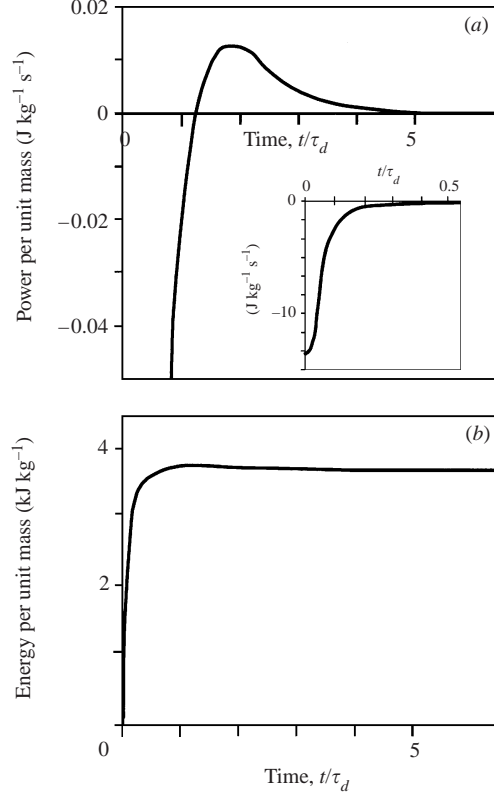 0.02
(a)
Power per unit mass (J kg⁻¹ s⁻¹)
0
0
Time, t/τd
5
−0.02
−0.04
t/τd
0
0.5
0
(J kg⁻¹ s⁻¹)
−10
(b)
Energy per unit mass (kJ kg⁻¹)
4
2
0
5
Time, t/τd